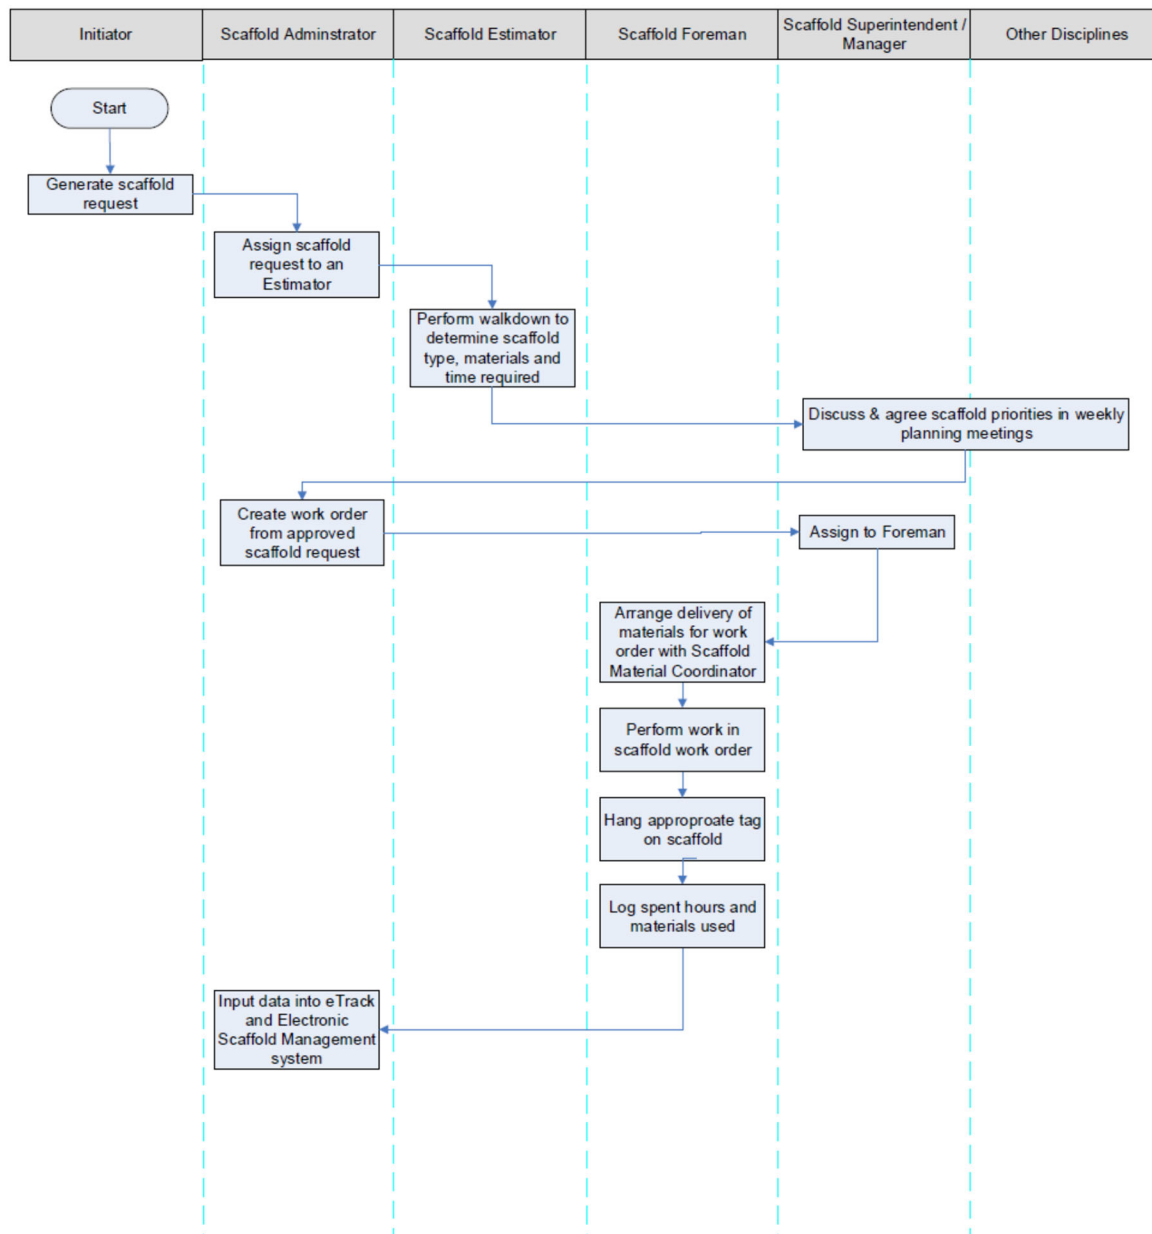 Initiator
Scaffold Adminstrator
Scaffold Estimator
Scaffold Foreman
Scaffold Superintendent /
Manager
Other Disciplines
Start
Generate scaffold
request
Assign scaffold
request to an
Estimator
Perform walkdown to
determine scaffold
type, materials and
time required
Discuss & agree scaffold priorities in weekly
planning meetings
Create work order
from approved
scaffold request
Assign to Foreman
Arrange delivery of
materials for work
order with Scaffold
Material Coordinator
Perform work in
scaffold work order
Hang approproate tag
on scaffold
Log spent hours and
materials used
Input data into eTrack
and Electronic
Scaffold Management
system